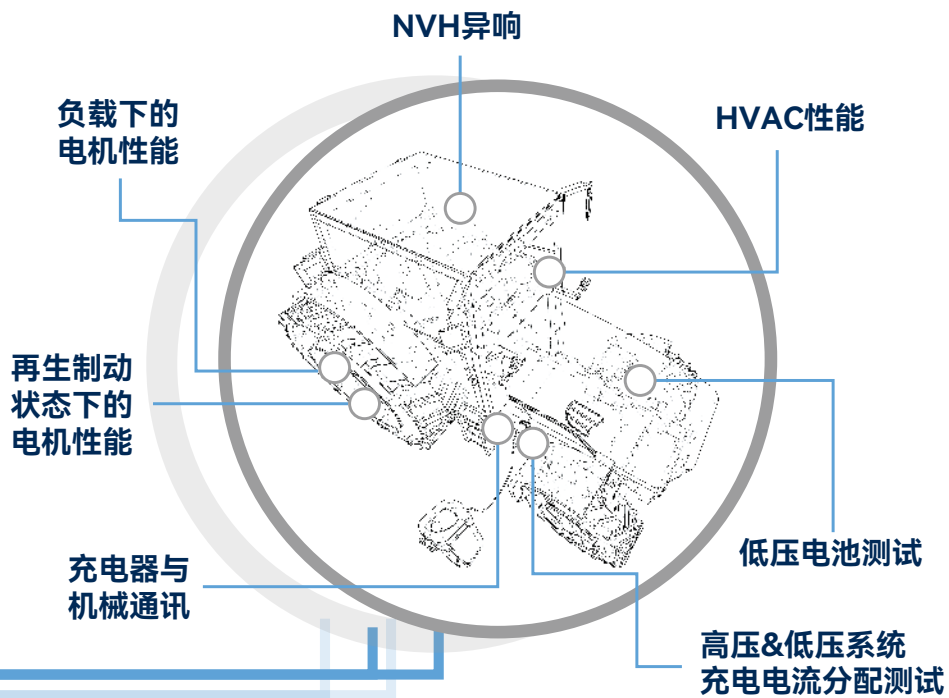 NVH异响
负载下的
电机性能
HVAC性能
再生制动
状态下的
电机性能
低压电池测试
充电器与
机械通讯
高压&低压系统
充电电流分配测试